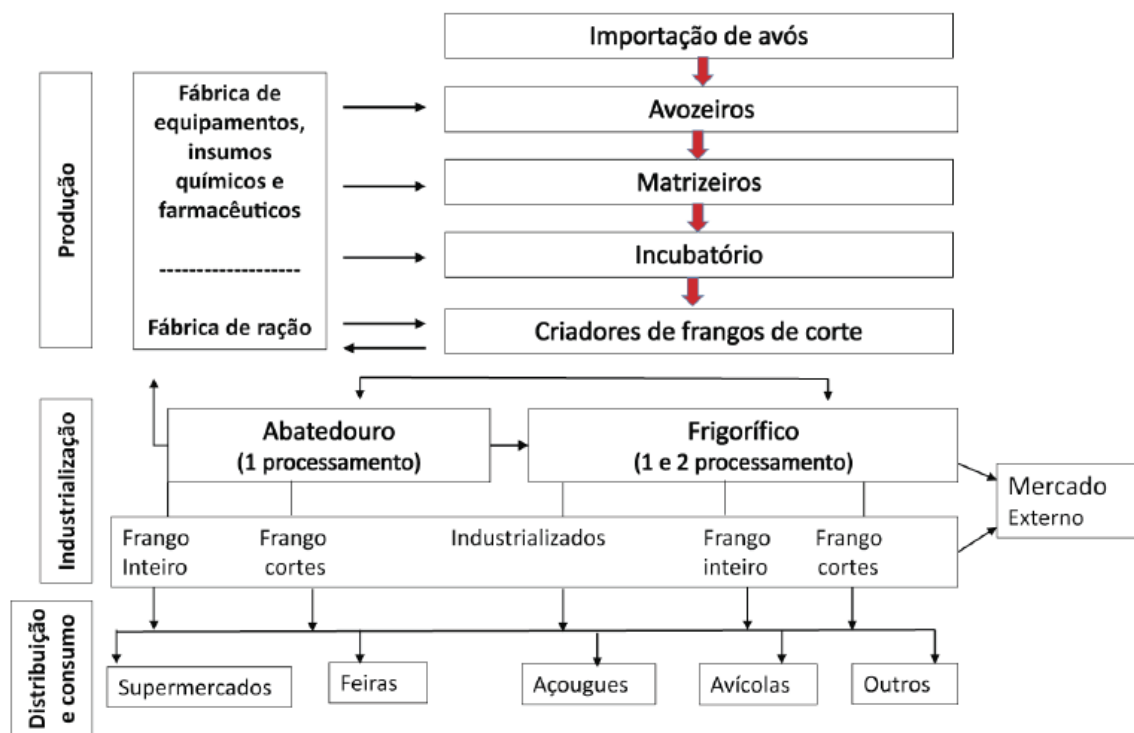 Importação de avós
Produção
Fábrica de
equipamentos,
insumos
químicos e
farmacêuticos
-------------------
Fábrica de ração
Avozeiros
Matrizeiros
Incubatório
Criadores de frangos de corte
Industrialização
Abatedouro
(1 processamento)
Frigorífico
(1 e 2 processamento)
Mercado
Externo
Frango
Inteiro
Frango
cortes
Industrializados
Frango
inteiro
Frango
cortes
Distribuição
e consumo
Supermercados
Feiras
Açougues
Avícolas
Outros